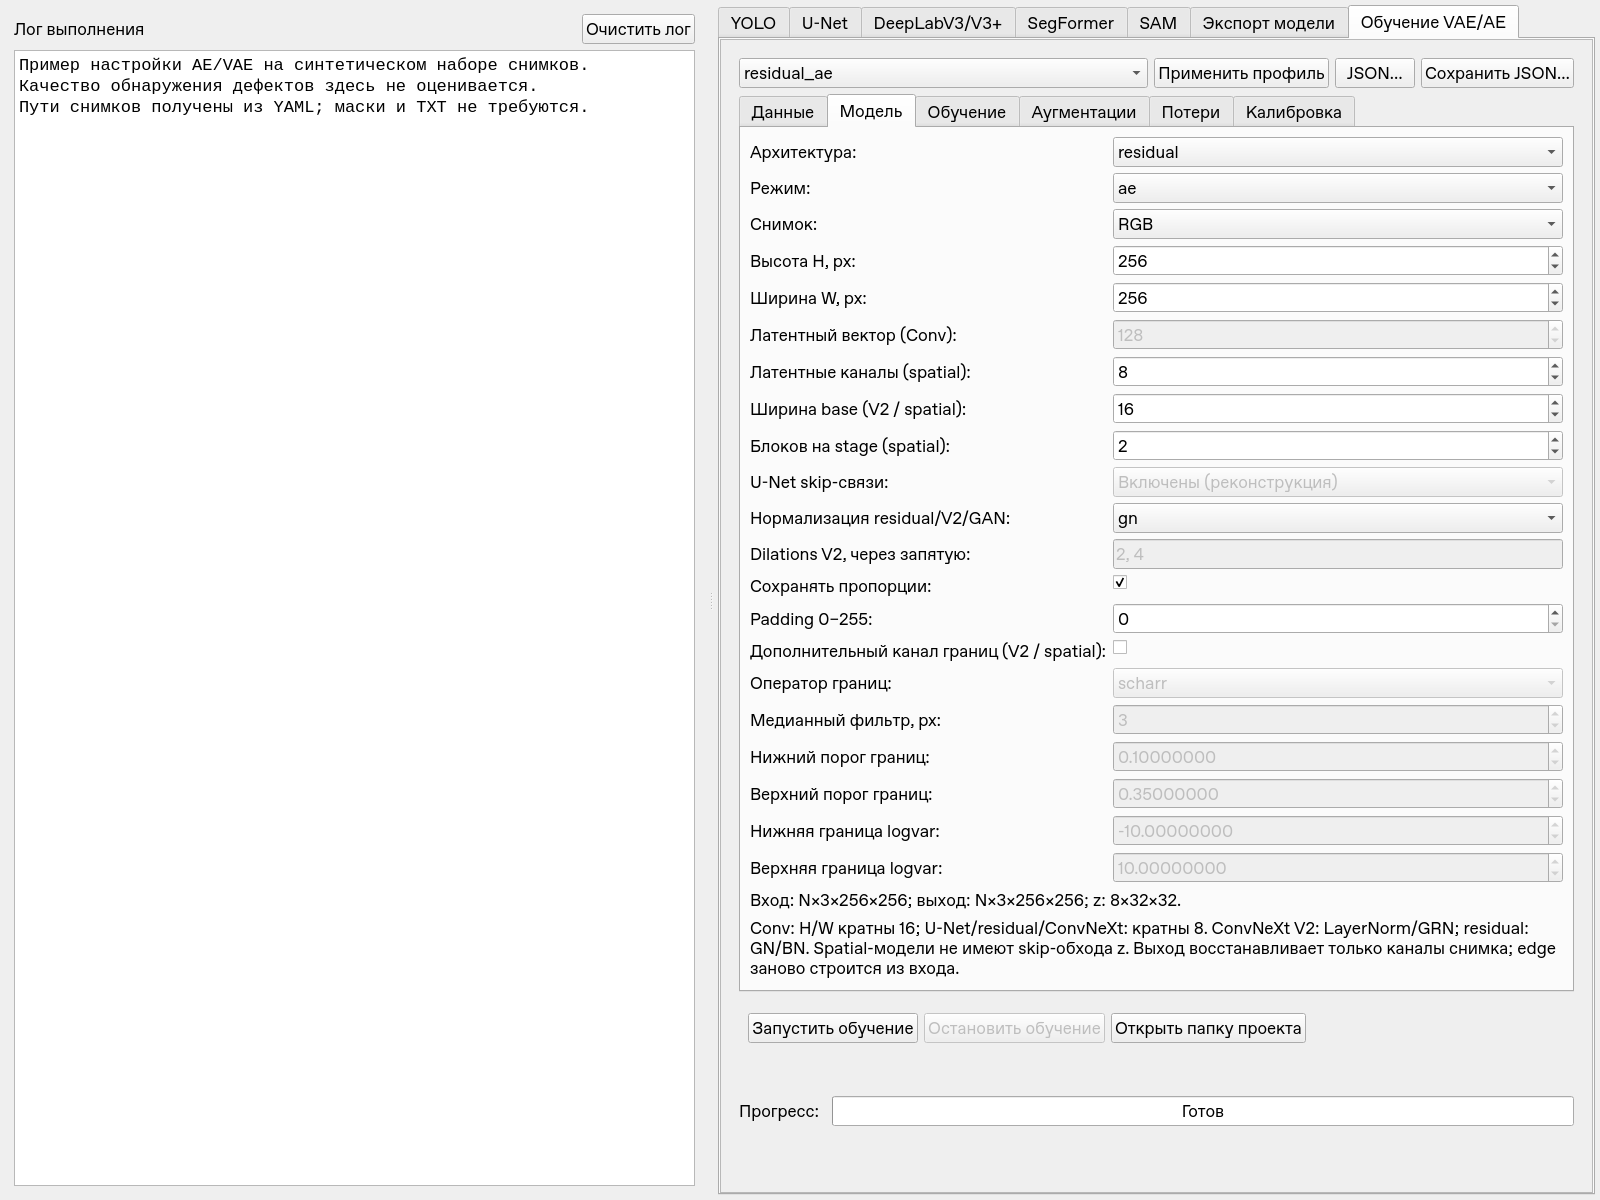 Лог выполнения
Очистить лог
Пример настройки AE/VAE на синтетическом наборе снимков.
Качество обнаружения дефектов здесь не оценивается.
Пути снимков получены из YAML; маски и TXT не требуются.
YOLO
U-Net
DeepLabV3/V3+
SegFormer
SAM
Экспорт модели
Обучение VAE/AE
residual_ae
Применить профиль
JSON...
Сохранить JSON...
Данные
Модель
Обучение
Аугментации
Потери
Калибровка
Архитектура: residual
Режим: ae
Снимок: RGB
Высота H, px: 256
Ширина W, px: 256
Латентный вектор (Conv): 128
Латентные каналы (spatial): 8
Ширина base (V2 / spatial): 16
Блоков на stage (spatial): 2
U-Net skip-связи: Включены (реконструкция)
Нормализация residual/V2/GAN: gn
Dilations V2, через запятую: 2, 4
Сохранять пропорции:
Padding 0–255: 0
Дополнительный канал границ (V2 / spatial):
Оператор границ: scharr
Медианный фильтр, px: 3
Нижний порог границ: 0.10000000
Верхний порог границ: 0.35000000
Нижняя граница logvar: -10.00000000
Верхняя граница logvar: 10.00000000
Вход: N×3×256×256; выход: N×3×256×256; z: 8×32×32.
Conv: H/W кратны 16; U-Net/residual/ConvNeXt: кратны 8. ConvNeXt V2: LayerNorm/GRN; residual:
GN/BN. Spatial-модели не имеют skip-обхода z. Выход восстанавливает только каналы снимка; edge
заново строится из входа.
Запустить обучение
Остановить обучение
Открыть папку проекта
Прогресс: Готов